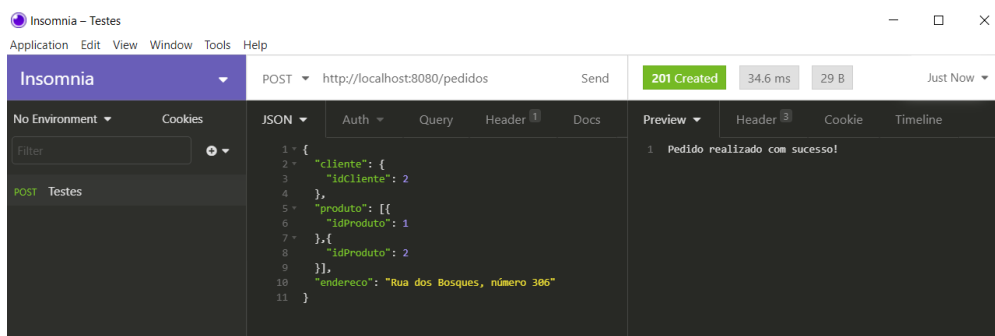 Insomnia – Testes
Application Edit View Window Tools Help
Insomnia
POST http://localhost:8080/pedidos Send
201 Created 34.6 ms 29 B Just Now
No Environment Cookies
JSON Auth Query Header 1 Docs
Preview Header 3 Cookie Timeline
Filter
POST Testes
1 {
2 "cliente": {
3 "idCliente": 2
4 },
5 "produto": [{
6 "idProduto": 1
7 },{
8 "idProduto": 2
9 }],
10 "endereco": "Rua dos Bosques, número 306"
11 }
1 Pedido realizado com sucesso!